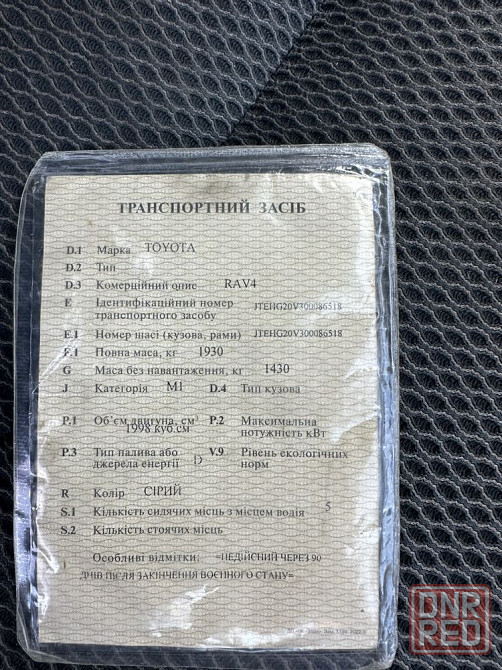 ТРАНСПОРТНИЙ ЗАСІБ
D.1 Марка TOYOTA
D.2 Тип
D.3 Комерційний опис RAV4
E Ідентифікаційний номер JTEHG20V300086518
транспортного засобу
E.1 Номер шасі (кузова, рами) JTEHG20V300086518
F.1 Повна маса, кг 1930
G Маса без навантаження, кг 1430
J Категорія M1 D.4 Тип кузова
P.1 Об'єм двигуна, см³ P.2 Максимальна
1998 куб.см потужність кВт
P.3 Тип палива або V.9 Рівень екологічних
джерела енергії D норм
R Колір СІРИЙ
S.1 Кількість сидячих місць з місцем водія 5
S.2 Кількість стоячих місць
Особливі відмітки: =НЕДІЙСНИЙ ЧЕРЕЗ 90
ДНІВ ПІСЛЯ ЗАКІНЧЕННЯ ВОЄННОГО СТАНУ=
DNR
RED